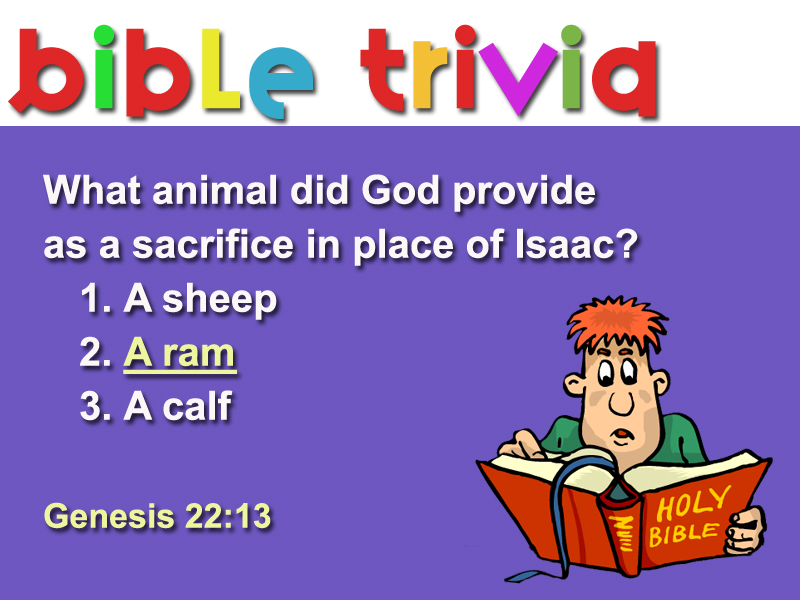 bible trivia
What animal did God provide
as a sacrifice in place of Isaac?
1. A sheep
2. A ram
3. A calf
Genesis 22:13
HOLY
BIBLE